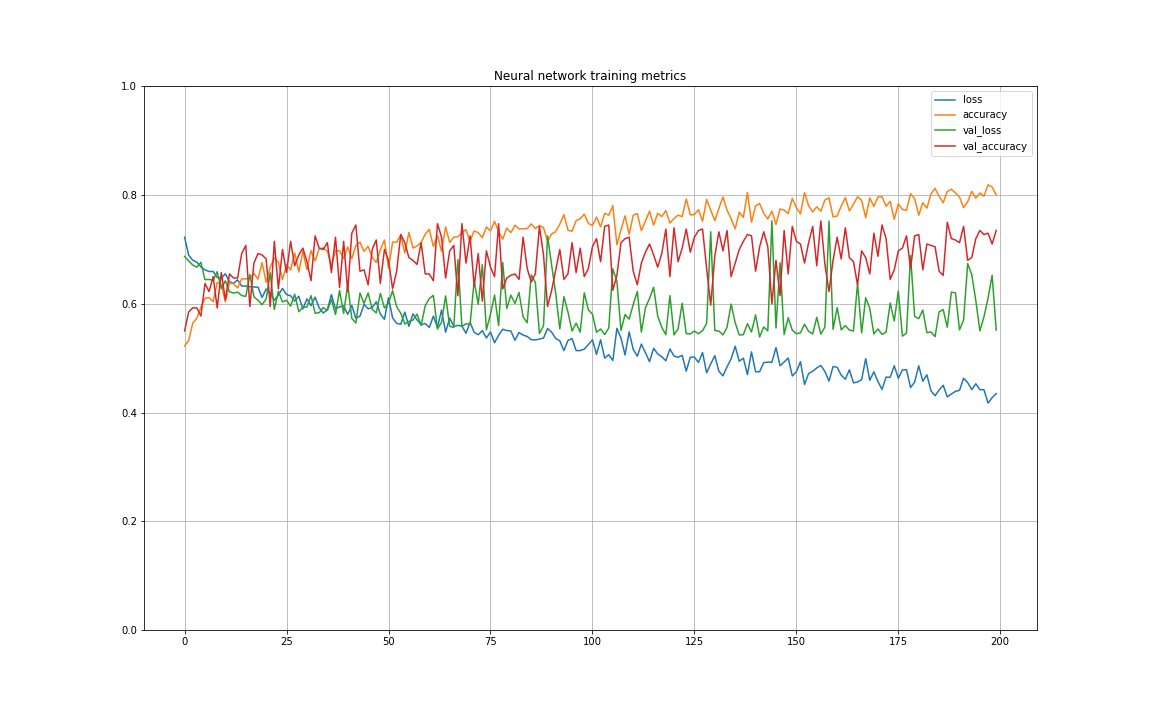 Neural network training metrics
loss
accuracy
val_loss
val_accuracy
1.0
0.8
0.6
0.4
0.2
0.0
0 25 50 75 100 125 150 175 200